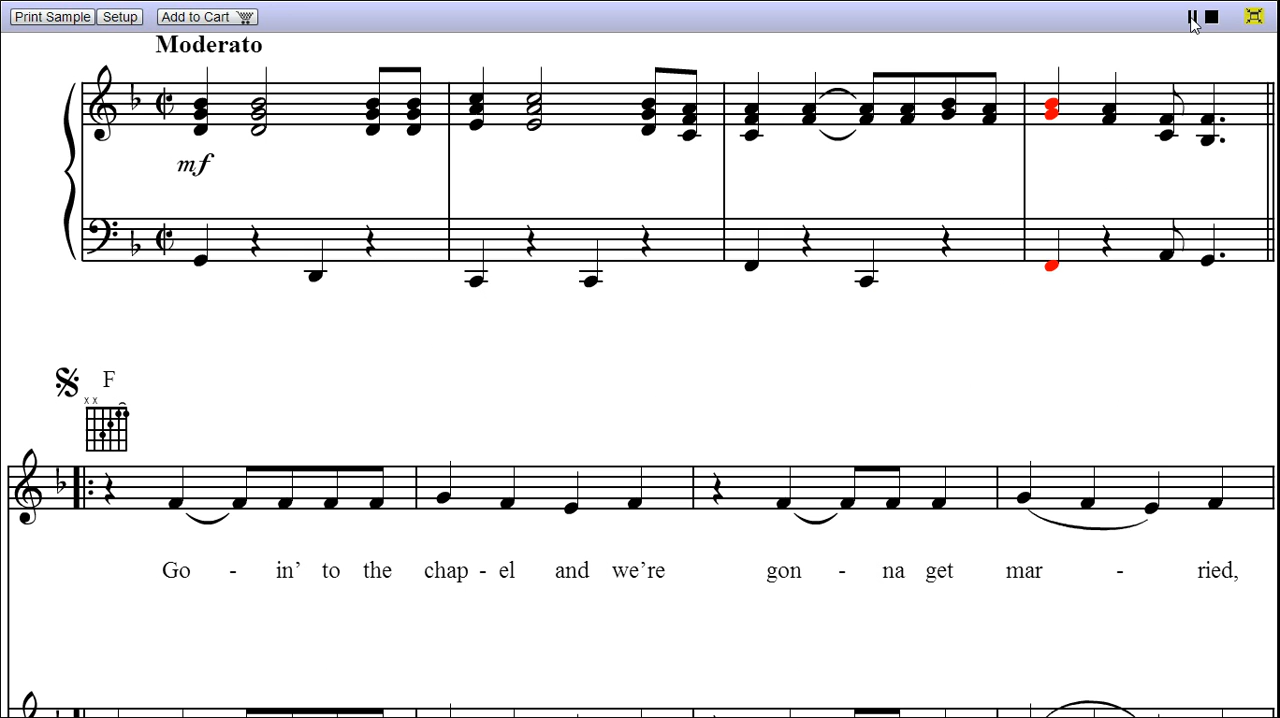 Print Sample Setup Add to Cart
Moderato
mf
F
x x
Go - in’ to the chap - el and we’re gon - na get mar - ried,